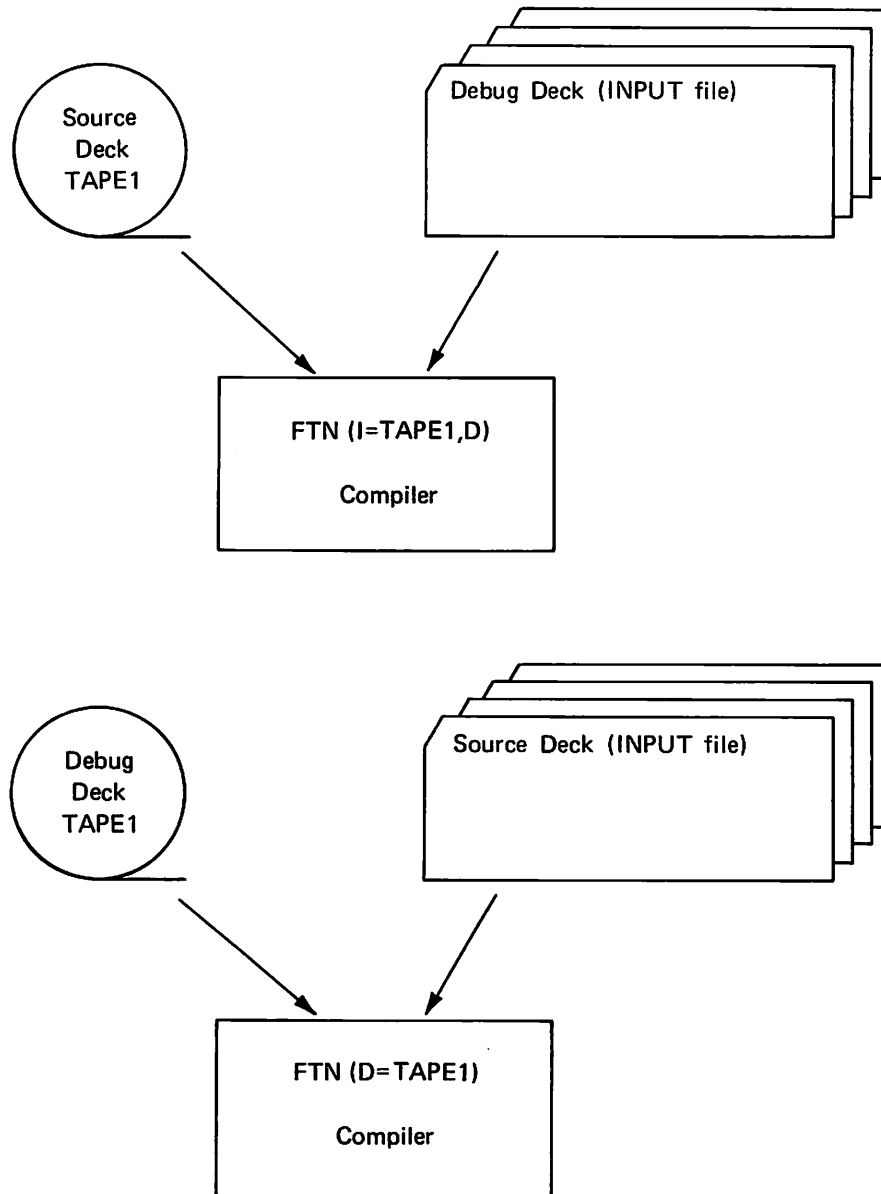 Source
Deck
TAPE1
Debug Deck (INPUT file)
FTN (I=TAPE1,D)
Compiler
Debug
Deck
TAPE1
Source Deck (INPUT file)
FTN (D=TAPE1)
Compiler